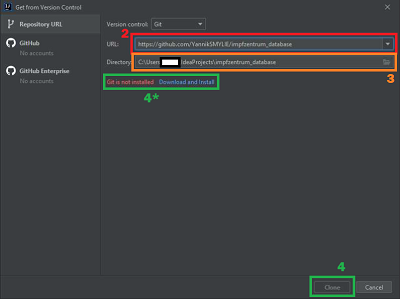 Get from Version Control
Repository URL
GitHub
No accounts
GitHub Enterprise
No accounts
Version control: Git
2
URL: https://github.com/YannikSMYLIE/impfzentrum_database
Directory: C:\Users IdeaProjects\impfzentrum_database
3
Git is not installed. Download and Install
4*
4
Clone Cancel